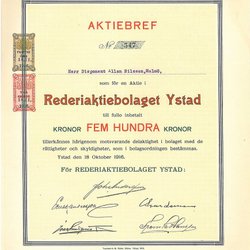 AKTIEBREF
Nº 547
Herr Disponent Allan Nilsson, Malmö,
som för en Aktie i
Rederiaktiebolaget Ystad
till fullo inbetalt
KRONOR FEM HUNDRA KRONOR
tillerkännes härigenom motsvarande delaktighet i bolaget med de
rättigheter och skyldigheter, som i bolagsordningen bestämmas.
Ystad den 18 Oktober 1916.
För REDERIAKTIEBOLAGET YSTAD: